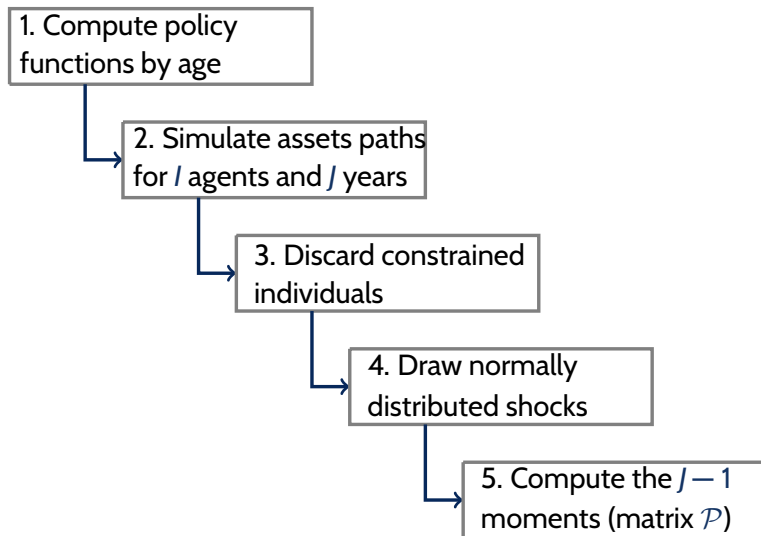 1. Compute policy
functions by age
2. Simulate assets paths
for I agents and J years
3. Discard constrained
individuals
4. Draw normally
distributed shocks
5. Compute the J – 1
moments (matrix 𝒫)